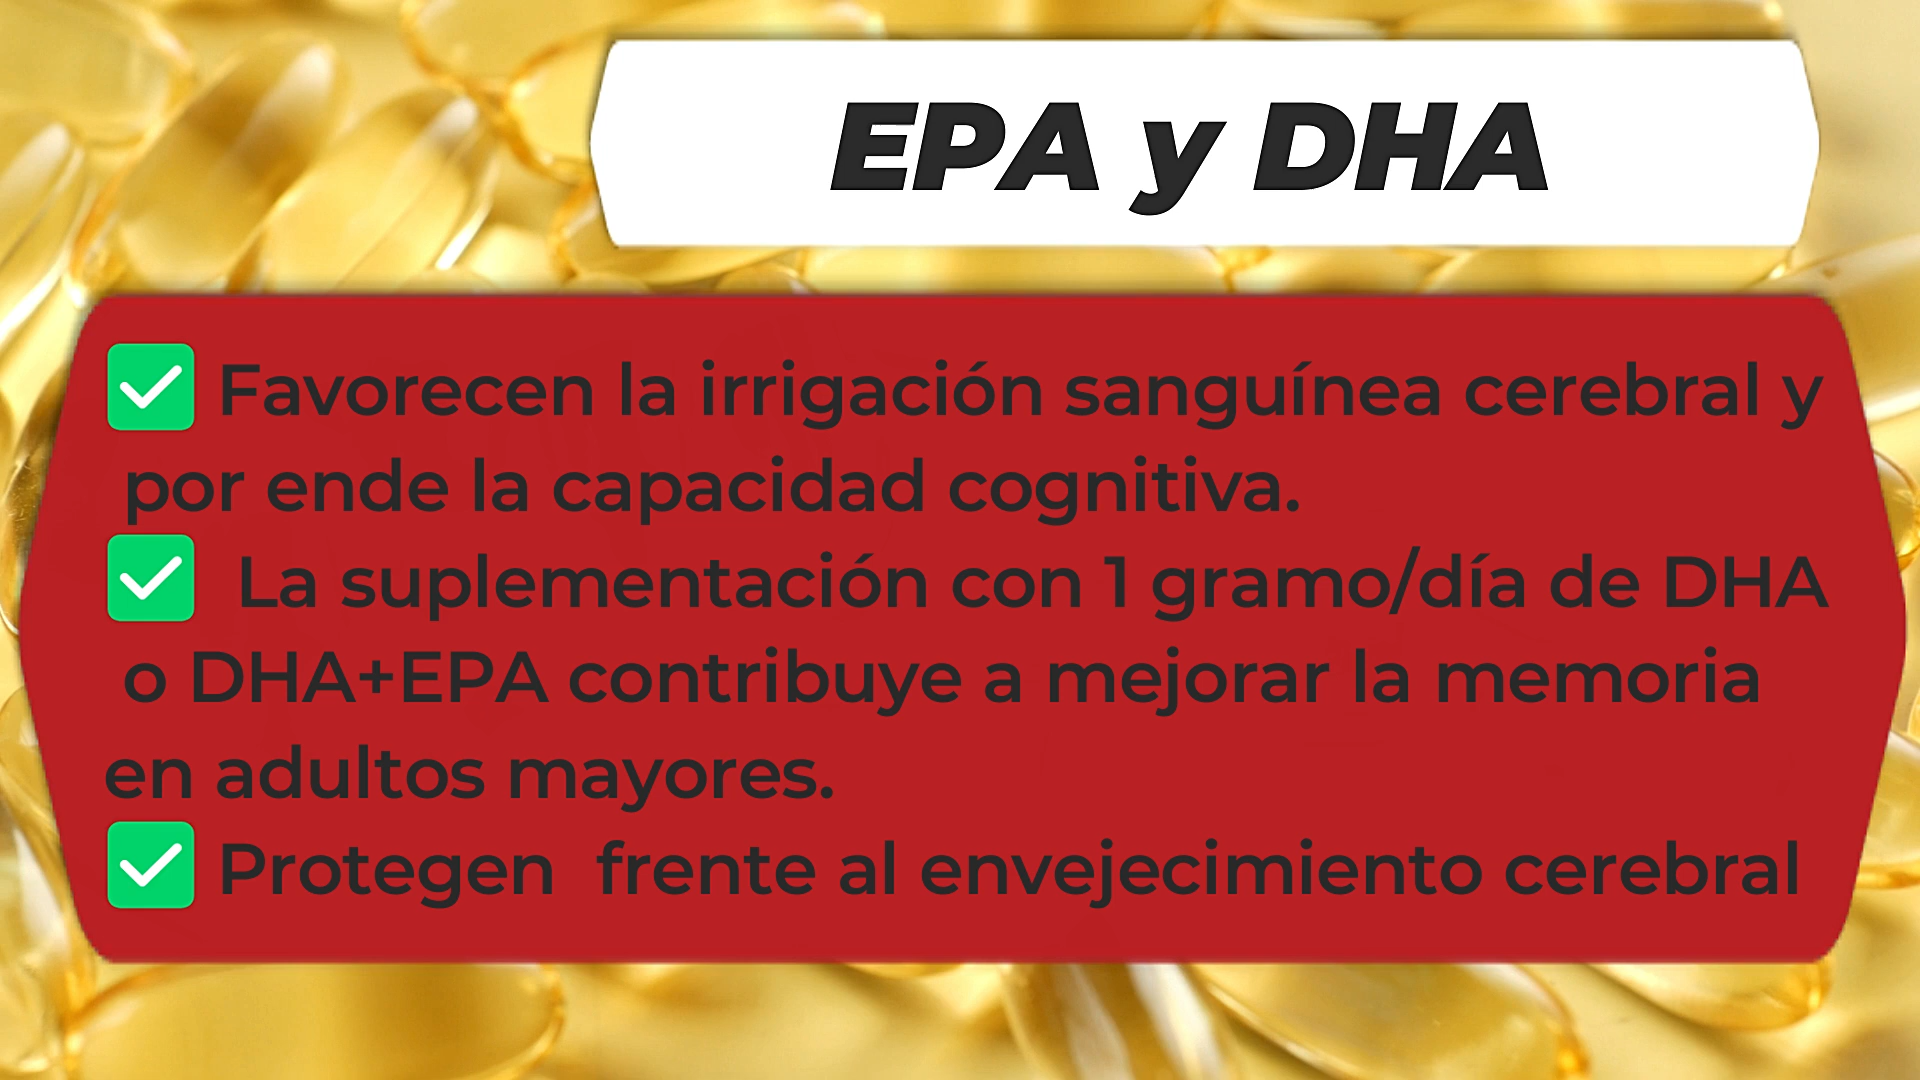 EPA y DHA
✅ Favorecen la irrigación sanguínea cerebral y
por ende la capacidad cognitiva.
✅ La suplementación con 1 gramo/día de DHA
o DHA+EPA contribuye a mejorar la memoria
en adultos mayores.
✅ Protegen frente al envejecimiento cerebral